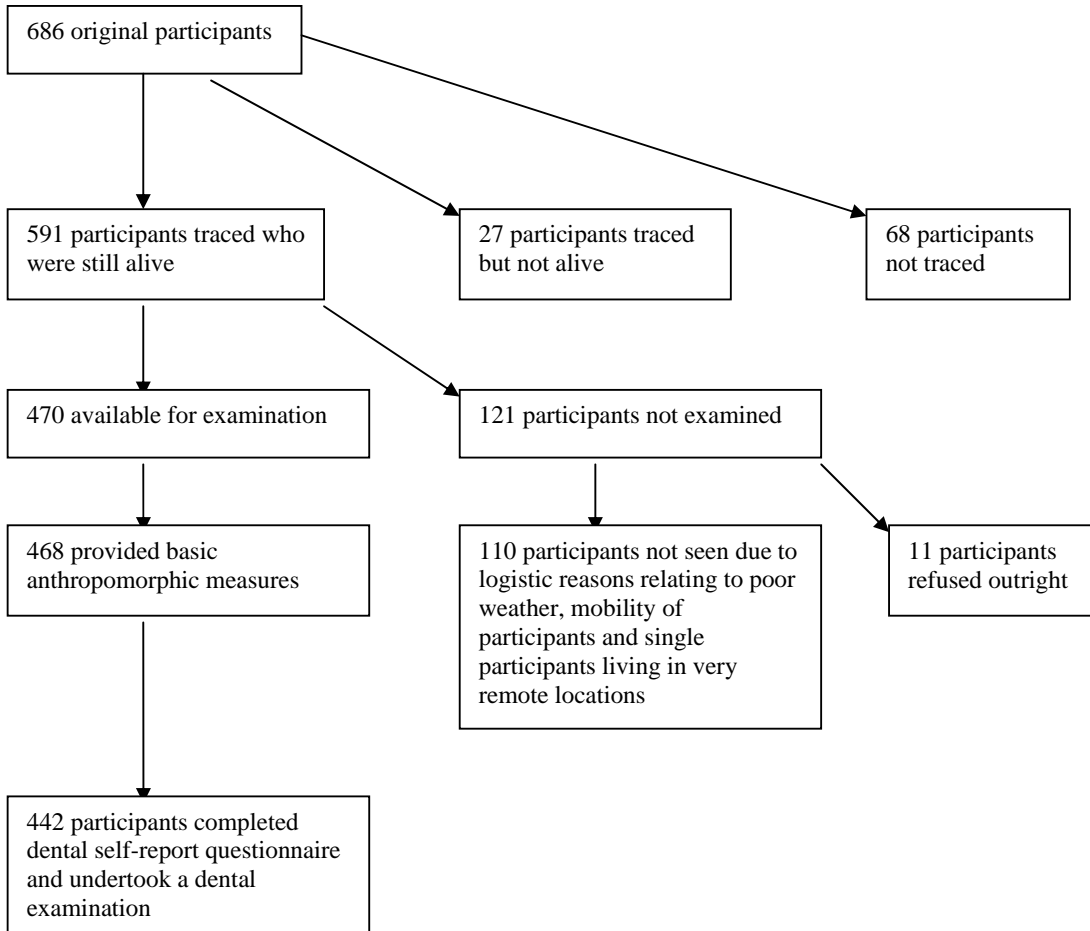 686 original participants
591 participants traced who
were still alive
27 participants traced
but not alive
68 participants
not traced
470 available for examination
121 participants not examined
468 provided basic
anthropomorphic measures
110 participants not seen due to
logistic reasons relating to poor
weather, mobility of
participants and single
participants living in very
remote locations
11 participants
refused outright
442 participants completed
dental self-report questionnaire
and undertook a dental
examination